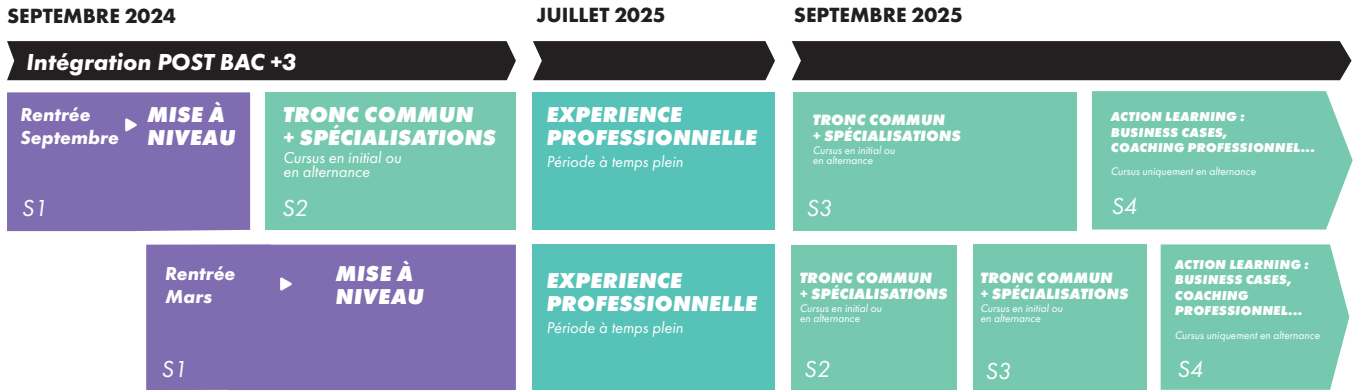 SEPTEMBRE 2024
JUILLET 2025
SEPTEMBRE 2025
Intégration POST BAC +3
Rentrée
Septembre
MISE À
NIVEAU
S1
TRONC COMMUN
+ SPÉCIALISATIONS
Cursus en initial ou
en alternance
S2
EXPERIENCE
PROFESSIONNELLE
Période à temps plein
TRONC COMMUN
+ SPÉCIALISATIONS
Cursus en initial ou
en alternance
S3
ACTION LEARNING :
BUSINESS CASES,
COACHING PROFESSIONNEL...
Cursus uniquement en alternance
S4
Rentrée
Mars
MISE À
NIVEAU
S1
EXPERIENCE
PROFESSIONNELLE
Période à temps plein
TRONC COMMUN
+ SPÉCIALISATIONS
Cursus en initial ou
en alternance
S2
TRONC COMMUN
+ SPÉCIALISATIONS
Cursus en initial ou
en alternance
S3
ACTION LEARNING :
BUSINESS CASES,
COACHING
PROFESSIONNEL...
Cursus uniquement en alternance
S4